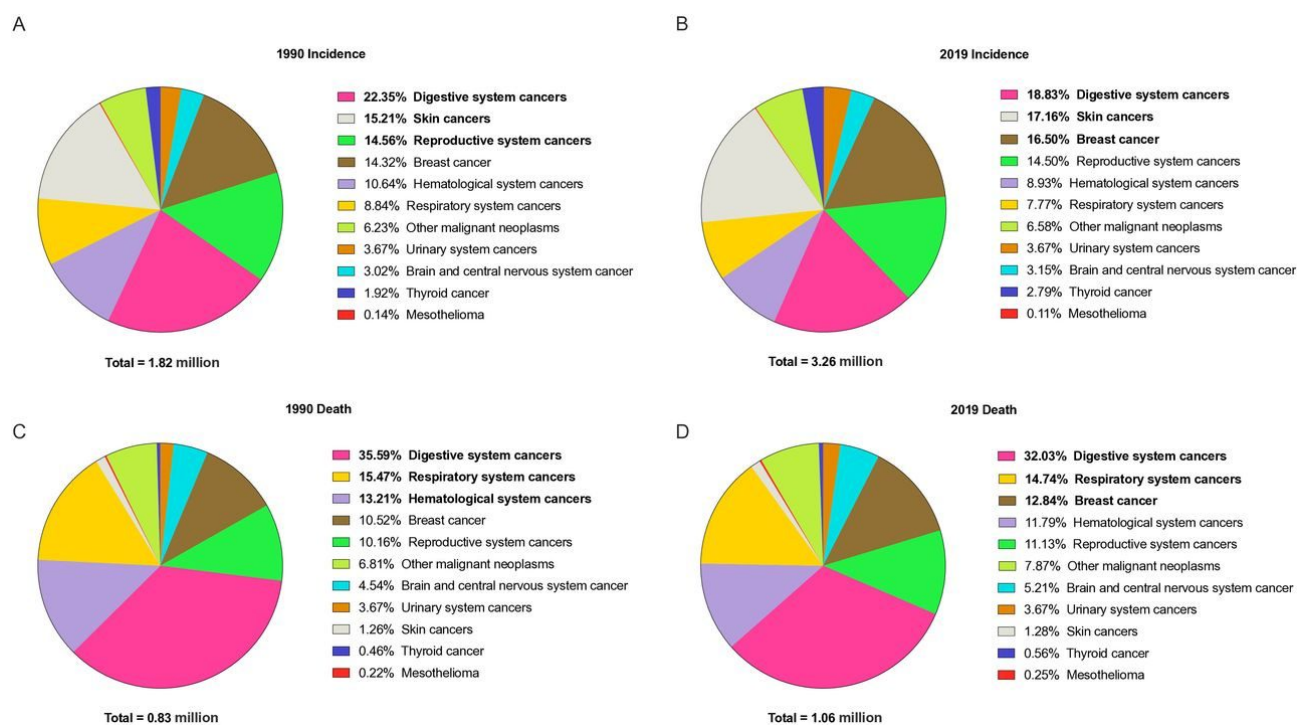 A
1990 Incidence
22.35% Digestive system cancers
15.21% Skin cancers
14.56% Reproductive system cancers
14.32% Breast cancer
10.64% Hematological system cancers
8.84% Respiratory system cancers
6.23% Other malignant neoplasms
3.67% Urinary system cancers
3.02% Brain and central nervous system cancer
1.92% Thyroid cancer
0.14% Mesothelioma
Total = 1.82 million
B
2019 Incidence
18.83% Digestive system cancers
17.16% Skin cancers
16.50% Breast cancer
14.50% Reproductive system cancers
8.93% Hematological system cancers
7.77% Respiratory system cancers
6.58% Other malignant neoplasms
3.67% Urinary system cancers
3.15% Brain and central nervous system cancer
2.79% Thyroid cancer
0.11% Mesothelioma
Total = 3.26 million
C
1990 Death
35.59% Digestive system cancers
15.47% Respiratory system cancers
13.21% Hematological system cancers
10.52% Breast cancer
10.16% Reproductive system cancers
6.81% Other malignant neoplasms
4.54% Brain and central nervous system cancer
3.67% Urinary system cancers
1.26% Skin cancers
0.46% Thyroid cancer
0.22% Mesothelioma
Total = 0.83 million
D
2019 Death
32.03% Digestive system cancers
14.74% Respiratory system cancers
12.84% Breast cancer
11.79% Hematological system cancers
11.13% Reproductive system cancers
7.87% Other malignant neoplasms
5.21% Brain and central nervous system cancer
3.67% Urinary system cancers
1.28% Skin cancers
0.56% Thyroid cancer
0.25% Mesothelioma
Total = 1.06 million